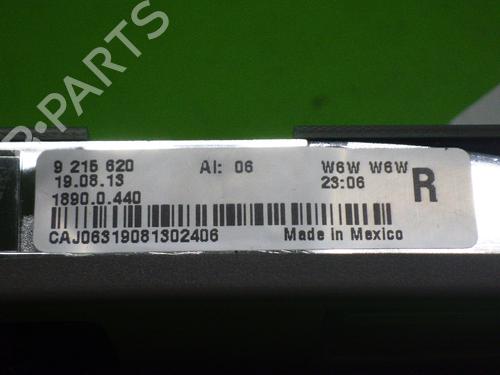 B-PARTS
9 215 620 AI: 06 W6W W6W
19.08.13 23:06 R
1890.0.440
CAJ06319081302406 Made in Mexico